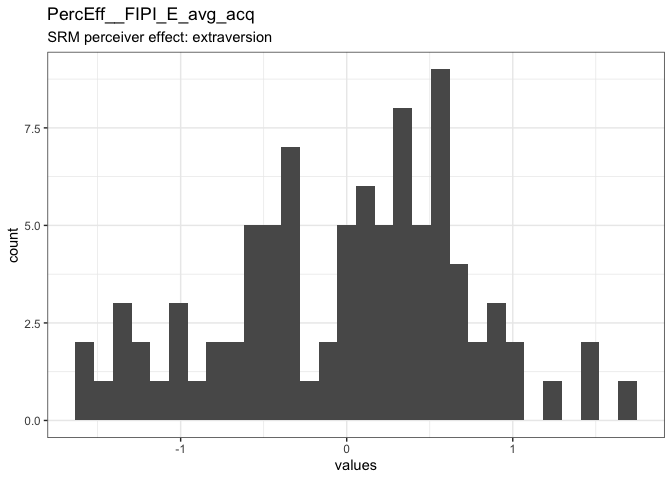 PercEff__FIPI_E_avg_acq
SRM perceiver effect: extraversion
7.5
5.0
2.5
0.0
count
-1
0
1
values